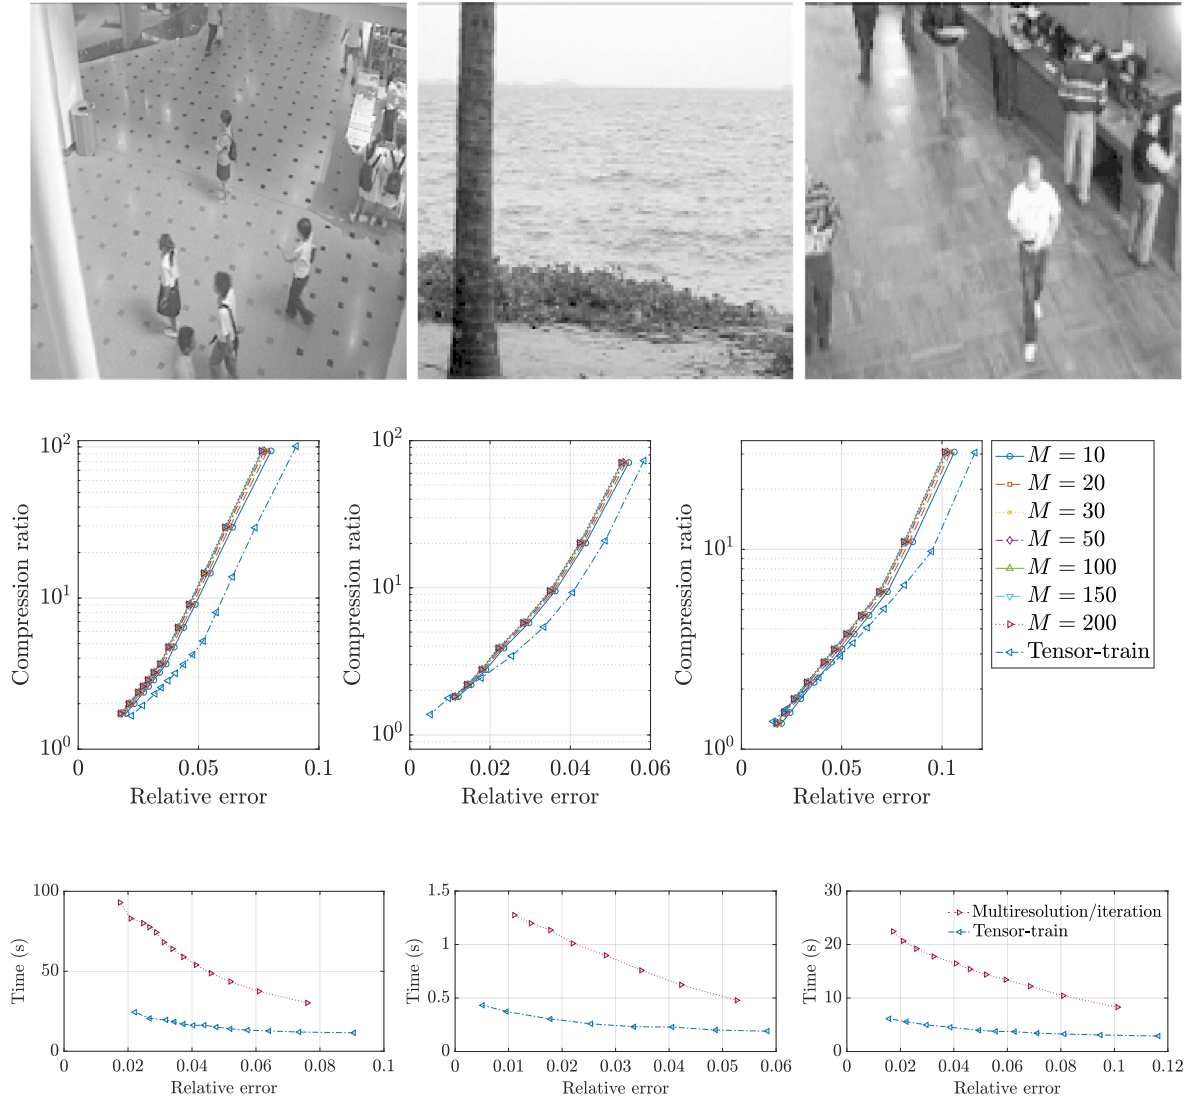 10^2
10^1
10^0
0
0.05
0.1
Compression ratio
Relative error
10^2
10^1
10^0
0
0.02
0.04
0.06
Compression ratio
Relative error
10^1
10^0
0
0.05
0.1
Compression ratio
Relative error
M = 10
M = 20
M = 30
M = 50
M = 100
M = 150
M = 200
Tensor-train
100
50
0
0
0.02
0.04
0.06
0.08
0.1
Time (s)
Relative error
1.5
1
0.5
0
0
0.01
0.02
0.03
0.04
0.05
0.06
Time (s)
Relative error
30
20
10
0
0
0.02
0.04
0.06
0.08
0.1
0.12
Time (s)
Relative error
Multiresolution/iteration
Tensor-train